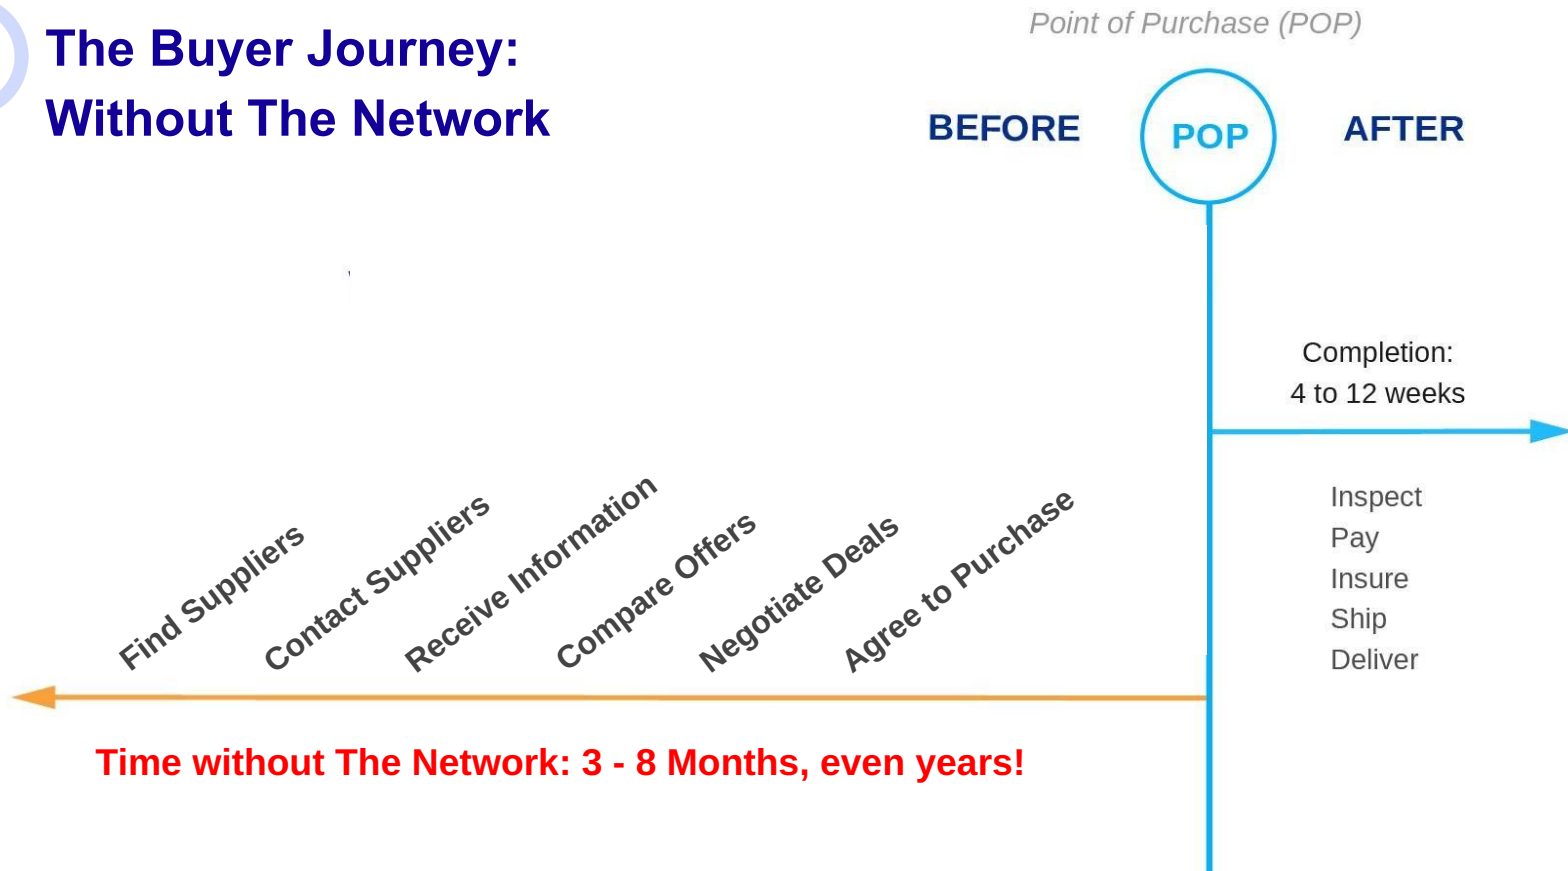 The Buyer Journey:
Without The Network
Point of Purchase (POP)
BEFORE
POP
AFTER
Completion:
4 to 12 weeks
Inspect
Pay
Insure
Ship
Deliver
Find Suppliers
Contact Suppliers
Receive Information
Compare Offers
Negotiate Deals
Agree to Purchase
Time without The Network: 3 - 8 Months, even years!